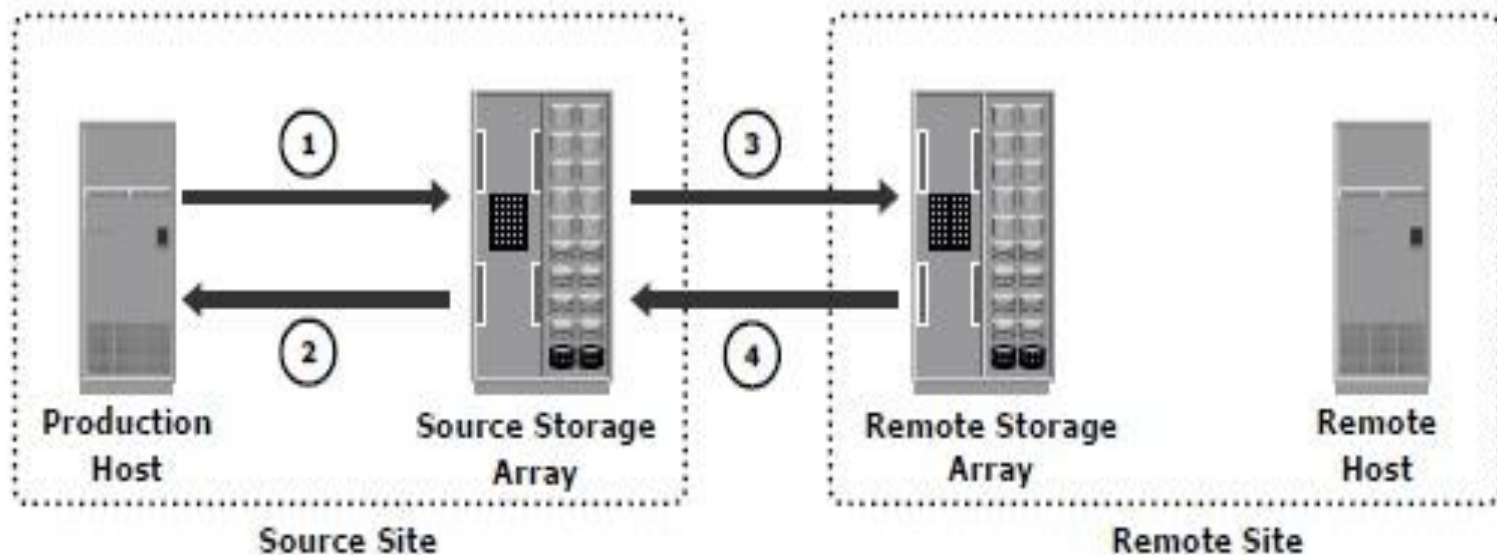 1
3
2
4
Production
Host
Source Storage
Array
Remote Storage
Array
Remote
Host
Source Site
Remote Site